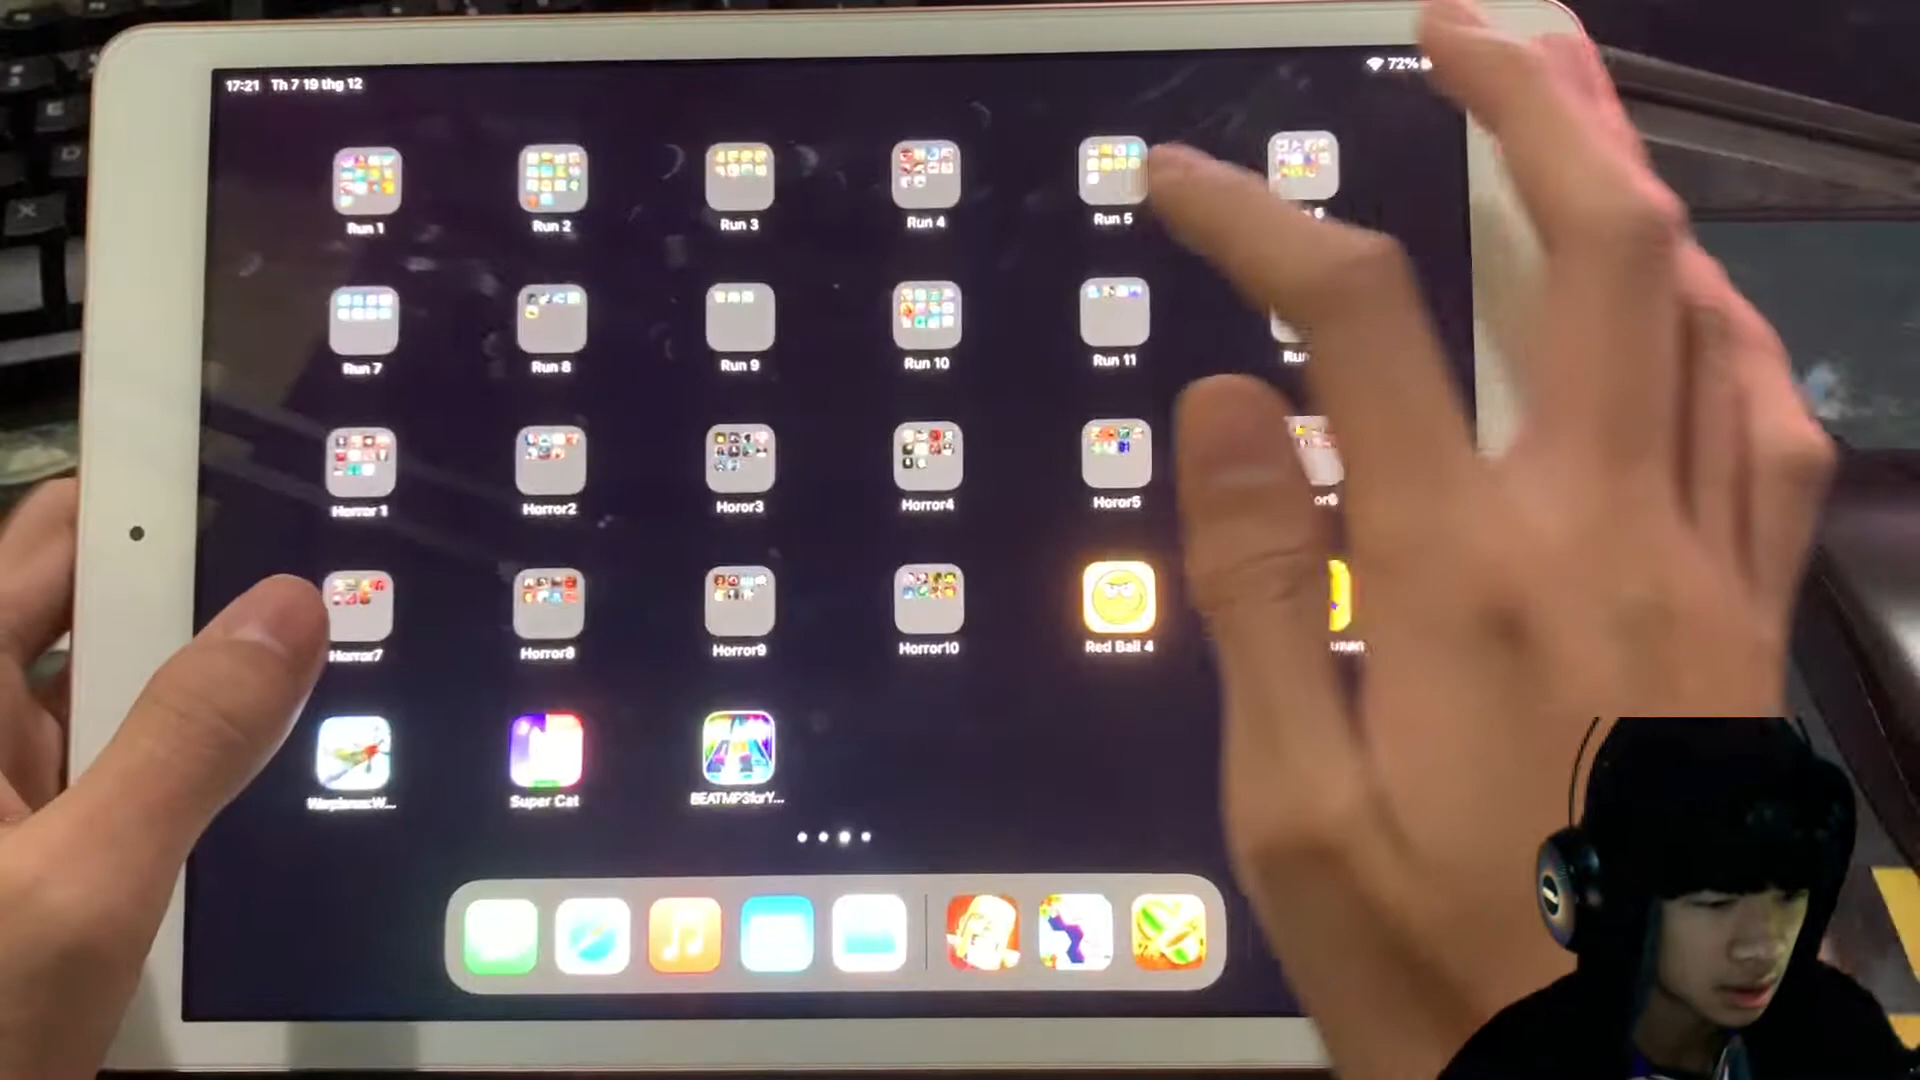 17:21 Th 7 19 thg 12
72%
Run 1
Run 2
Run 3
Run 4
Run 5
Run 7
Run 8
Run 9
Run 10
Run 11
Run
Horror 1
Horror2
Horor3
Horror4
Horor5
Horror7
Horror8
Horror9
Horror10
Red Ball 4
Super Cat
BEATMP3forY...